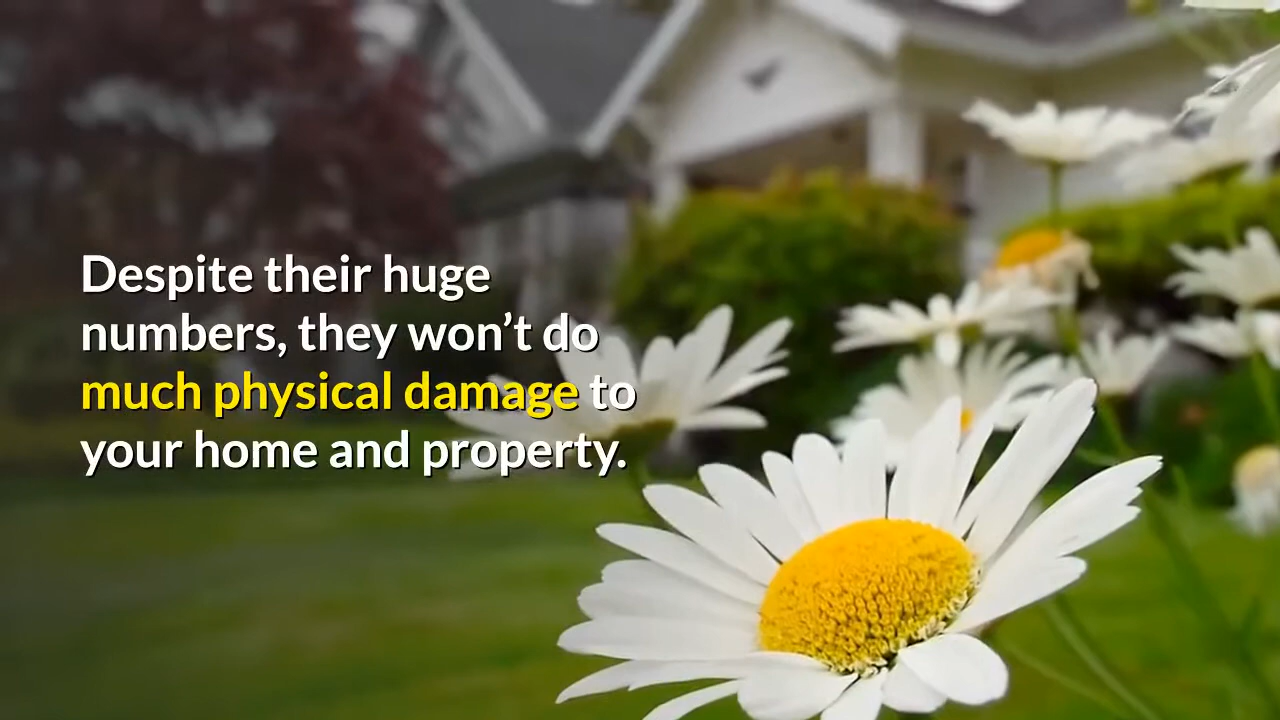 Despite their huge
numbers, they won’t do
much physical damage to
your home and property.